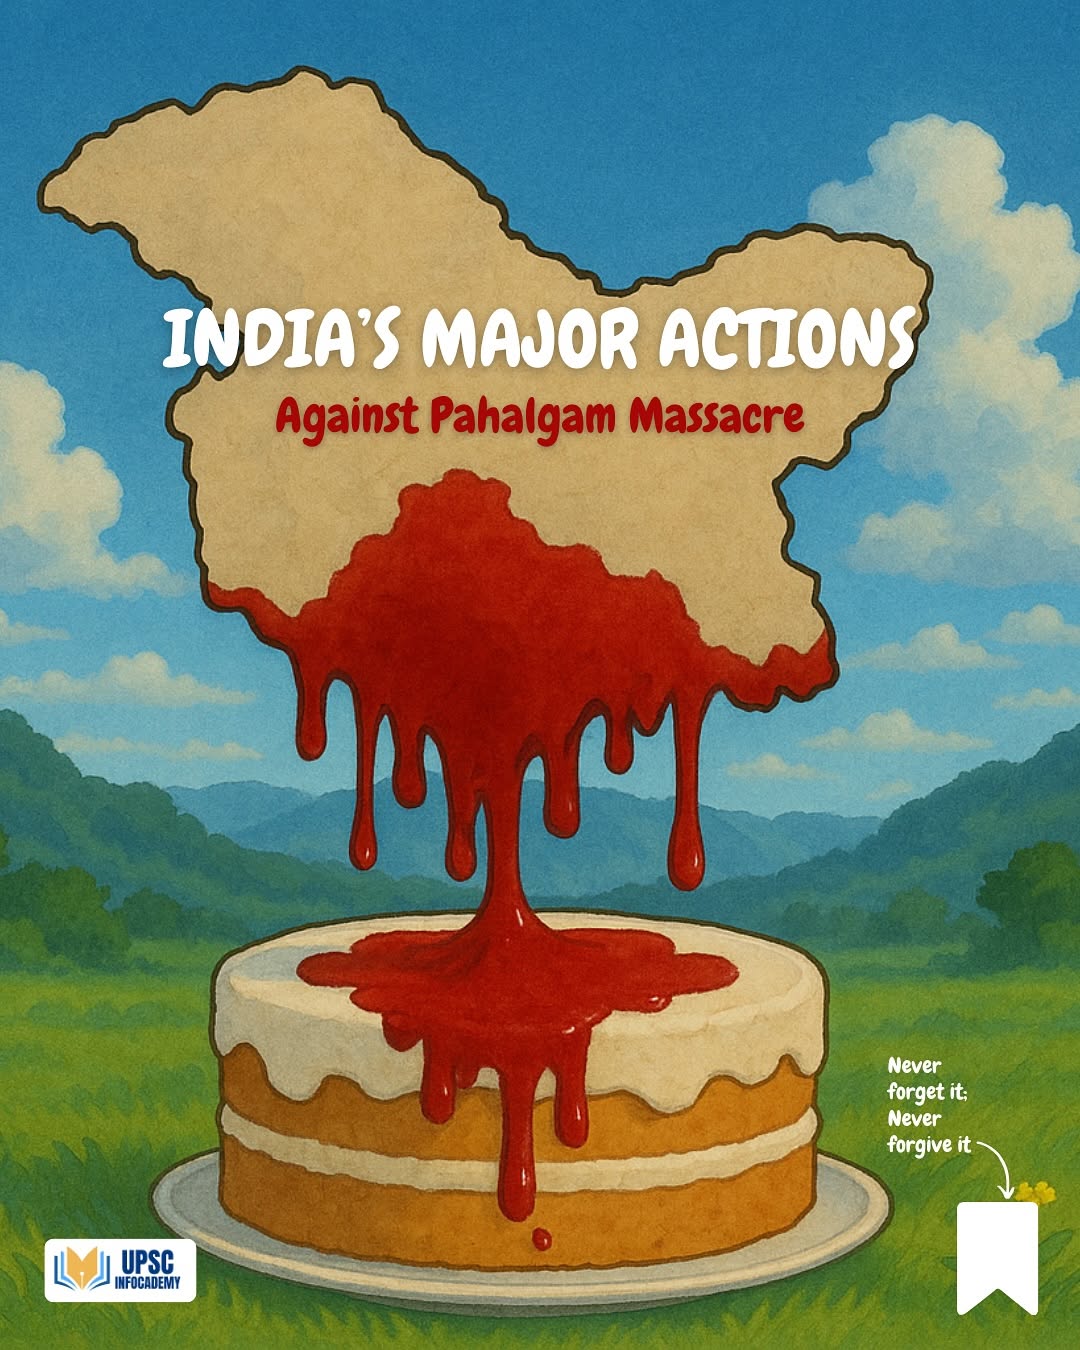 INDIA'S MAJOR ACTIONS
Against Pahalgam Massacre
Never
forget it;
Never
forgive it
UPSC
INFOCADEMY